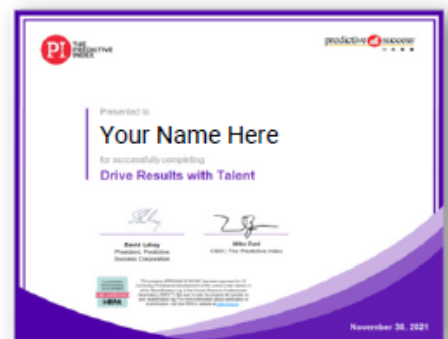 PI THE
PREDICTIVE
INDEX
predictive success
Presented to
Your Name Here
for successfully completing
Drive Results with Talent
David Lahey
President, Predictive
Success Corporation
Mike Zani
CEO | The Predictive Index
HRPA
November 30, 2021